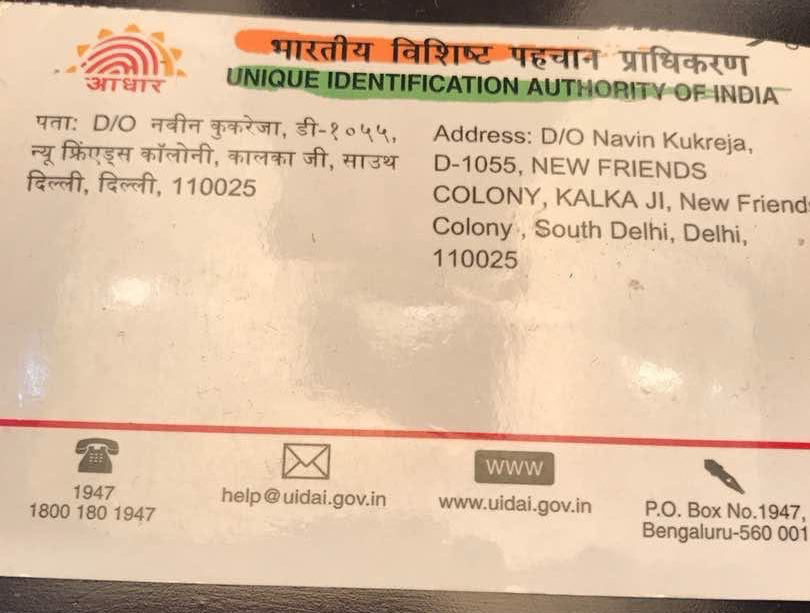 आधार
भारतीय विशिष्ट पहचान प्राधिकरण
UNIQUE IDENTIFICATION AUTHORITY OF INDIA
पता: D/O नवीन कुकरेजा, डी-१०५५,
न्यू फ्रिएंड्स कॉलोनी, कालका जी, साउथ
दिल्ली, दिल्ली, 110025
Address: D/O Navin Kukreja,
D-1055, NEW FRIENDS
COLONY, KALKA JI, New Friends
Colony , South Delhi, Delhi,
110025
1947
1800 180 1947
help@uidai.gov.in
WWW
www.uidai.gov.in
P.O. Box No.1947,
Bengaluru-560 001